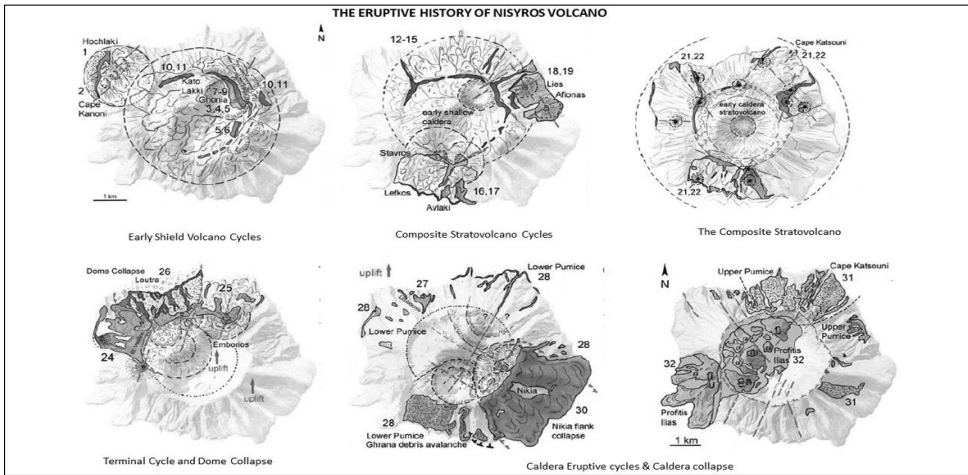 THE ERUPTIVE HISTORY OF NISYROS VOLCANO
Hochlaki
1
2
Cape
Kanoni
10,11
Kato
Lakki
7-9
Ghonia
3,4,5
5,6
10,11
1 km
Early Shield Volcano Cycles
N
12-15
18,19
Lies
Afionas
early shallow
caldera
Stavros
Lefkos
16,17
Avlaki
Composite Stratovolcano Cycles
Cape Katsouni
21,22
21,22
early caldera
stratovolcano
21,22
21,22
The Composite Stratovolcano
Dome Collapse
26
Loutra
25
Emborios
24
uplift
uplift
Terminal Cycle and Dome Collapse
uplift
27
Lower Pumice
28
28
Lower Pumice
?
28
Nikia
30
Nikia flank
collapse
28
Lower Pumice
Ghrana debris avalanche
N
Upper Pumice
Cape Katsouni
31
Upper
Pumice
Profitis
Ilias 32
32
31
Profitis
Ilias
1 km
Caldera Eruptive cycles & Caldera collapse